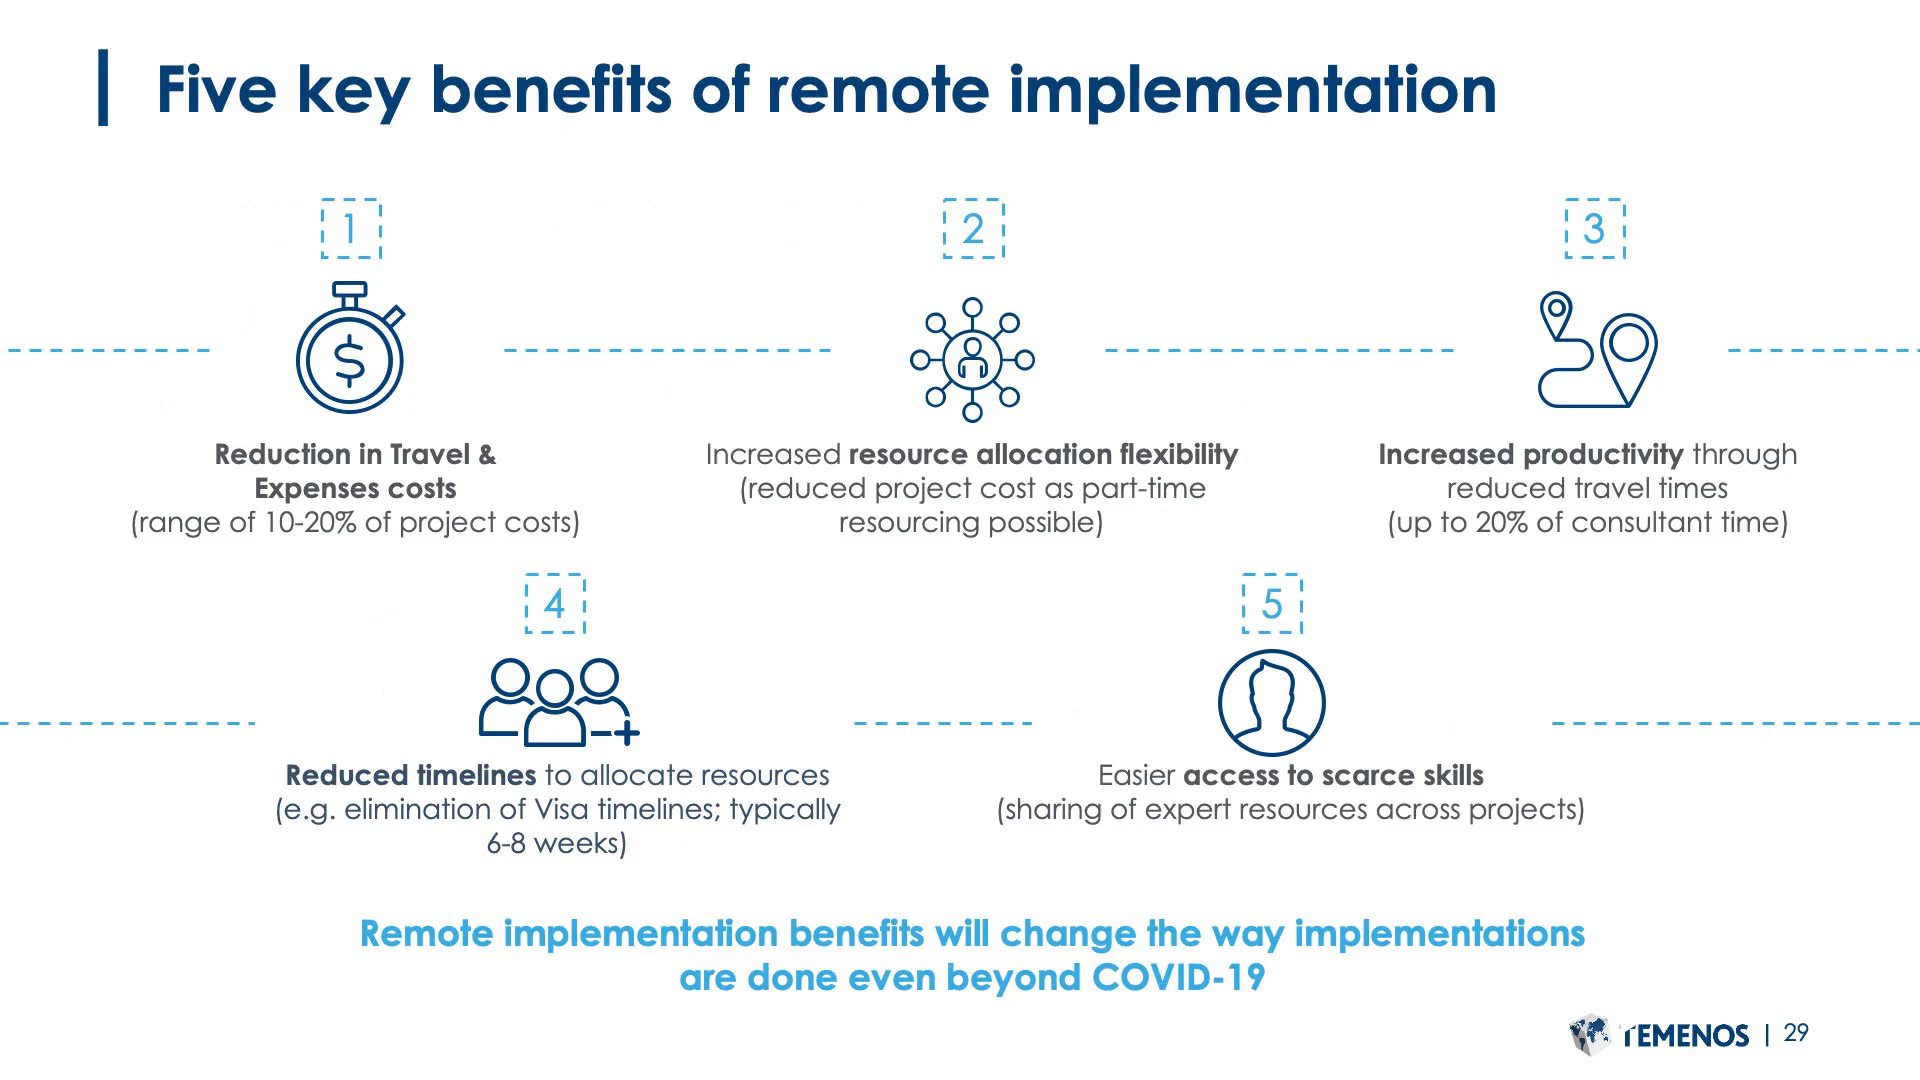 Five key benefits of remote implementation
1
2
3
$
Reduction in Travel &
Expenses costs
(range of 10-20% of project costs)
Increased resource allocation flexibility
(reduced project cost as part-time
resourcing possible)
Increased productivity through
reduced travel times
(up to 20% of consultant time)
4
5
Reduced timelines to allocate resources
(e.g. elimination of Visa timelines; typically
6-8 weeks)
Easier access to scarce skills
(sharing of expert resources across projects)
Remote implementation benefits will change the way implementations
are done even beyond COVID-19
TEMENOS | 29